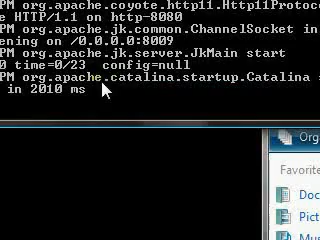 PM org.apache.coyote.http11.Http11Protoco
e HTTP/1.1 on http-8080
PM org.apache.jk.common.ChannelSocket in
ening on /0.0.0.0:8009
PM org.apache.jk.server.JkMain start
0 time=0/23  config=null
PM org.apache.catalina.startup.Catalina s
in 2010 ms
Org
Favorite
Doc
Pict
Mus